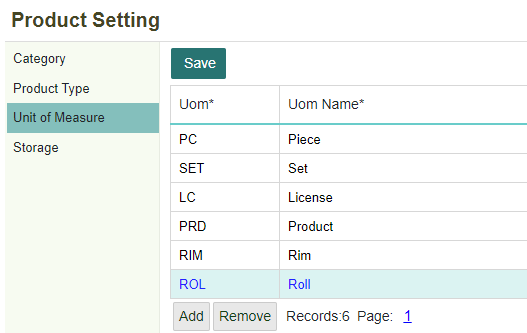 Product Setting
Category
Product Type
Unit of Measure
Storage
Save
Uom* Uom Name*
PC Piece
SET Set
LC License
PRD Product
RIM Rim
ROL Roll
Add Remove Records:6 Page: 1